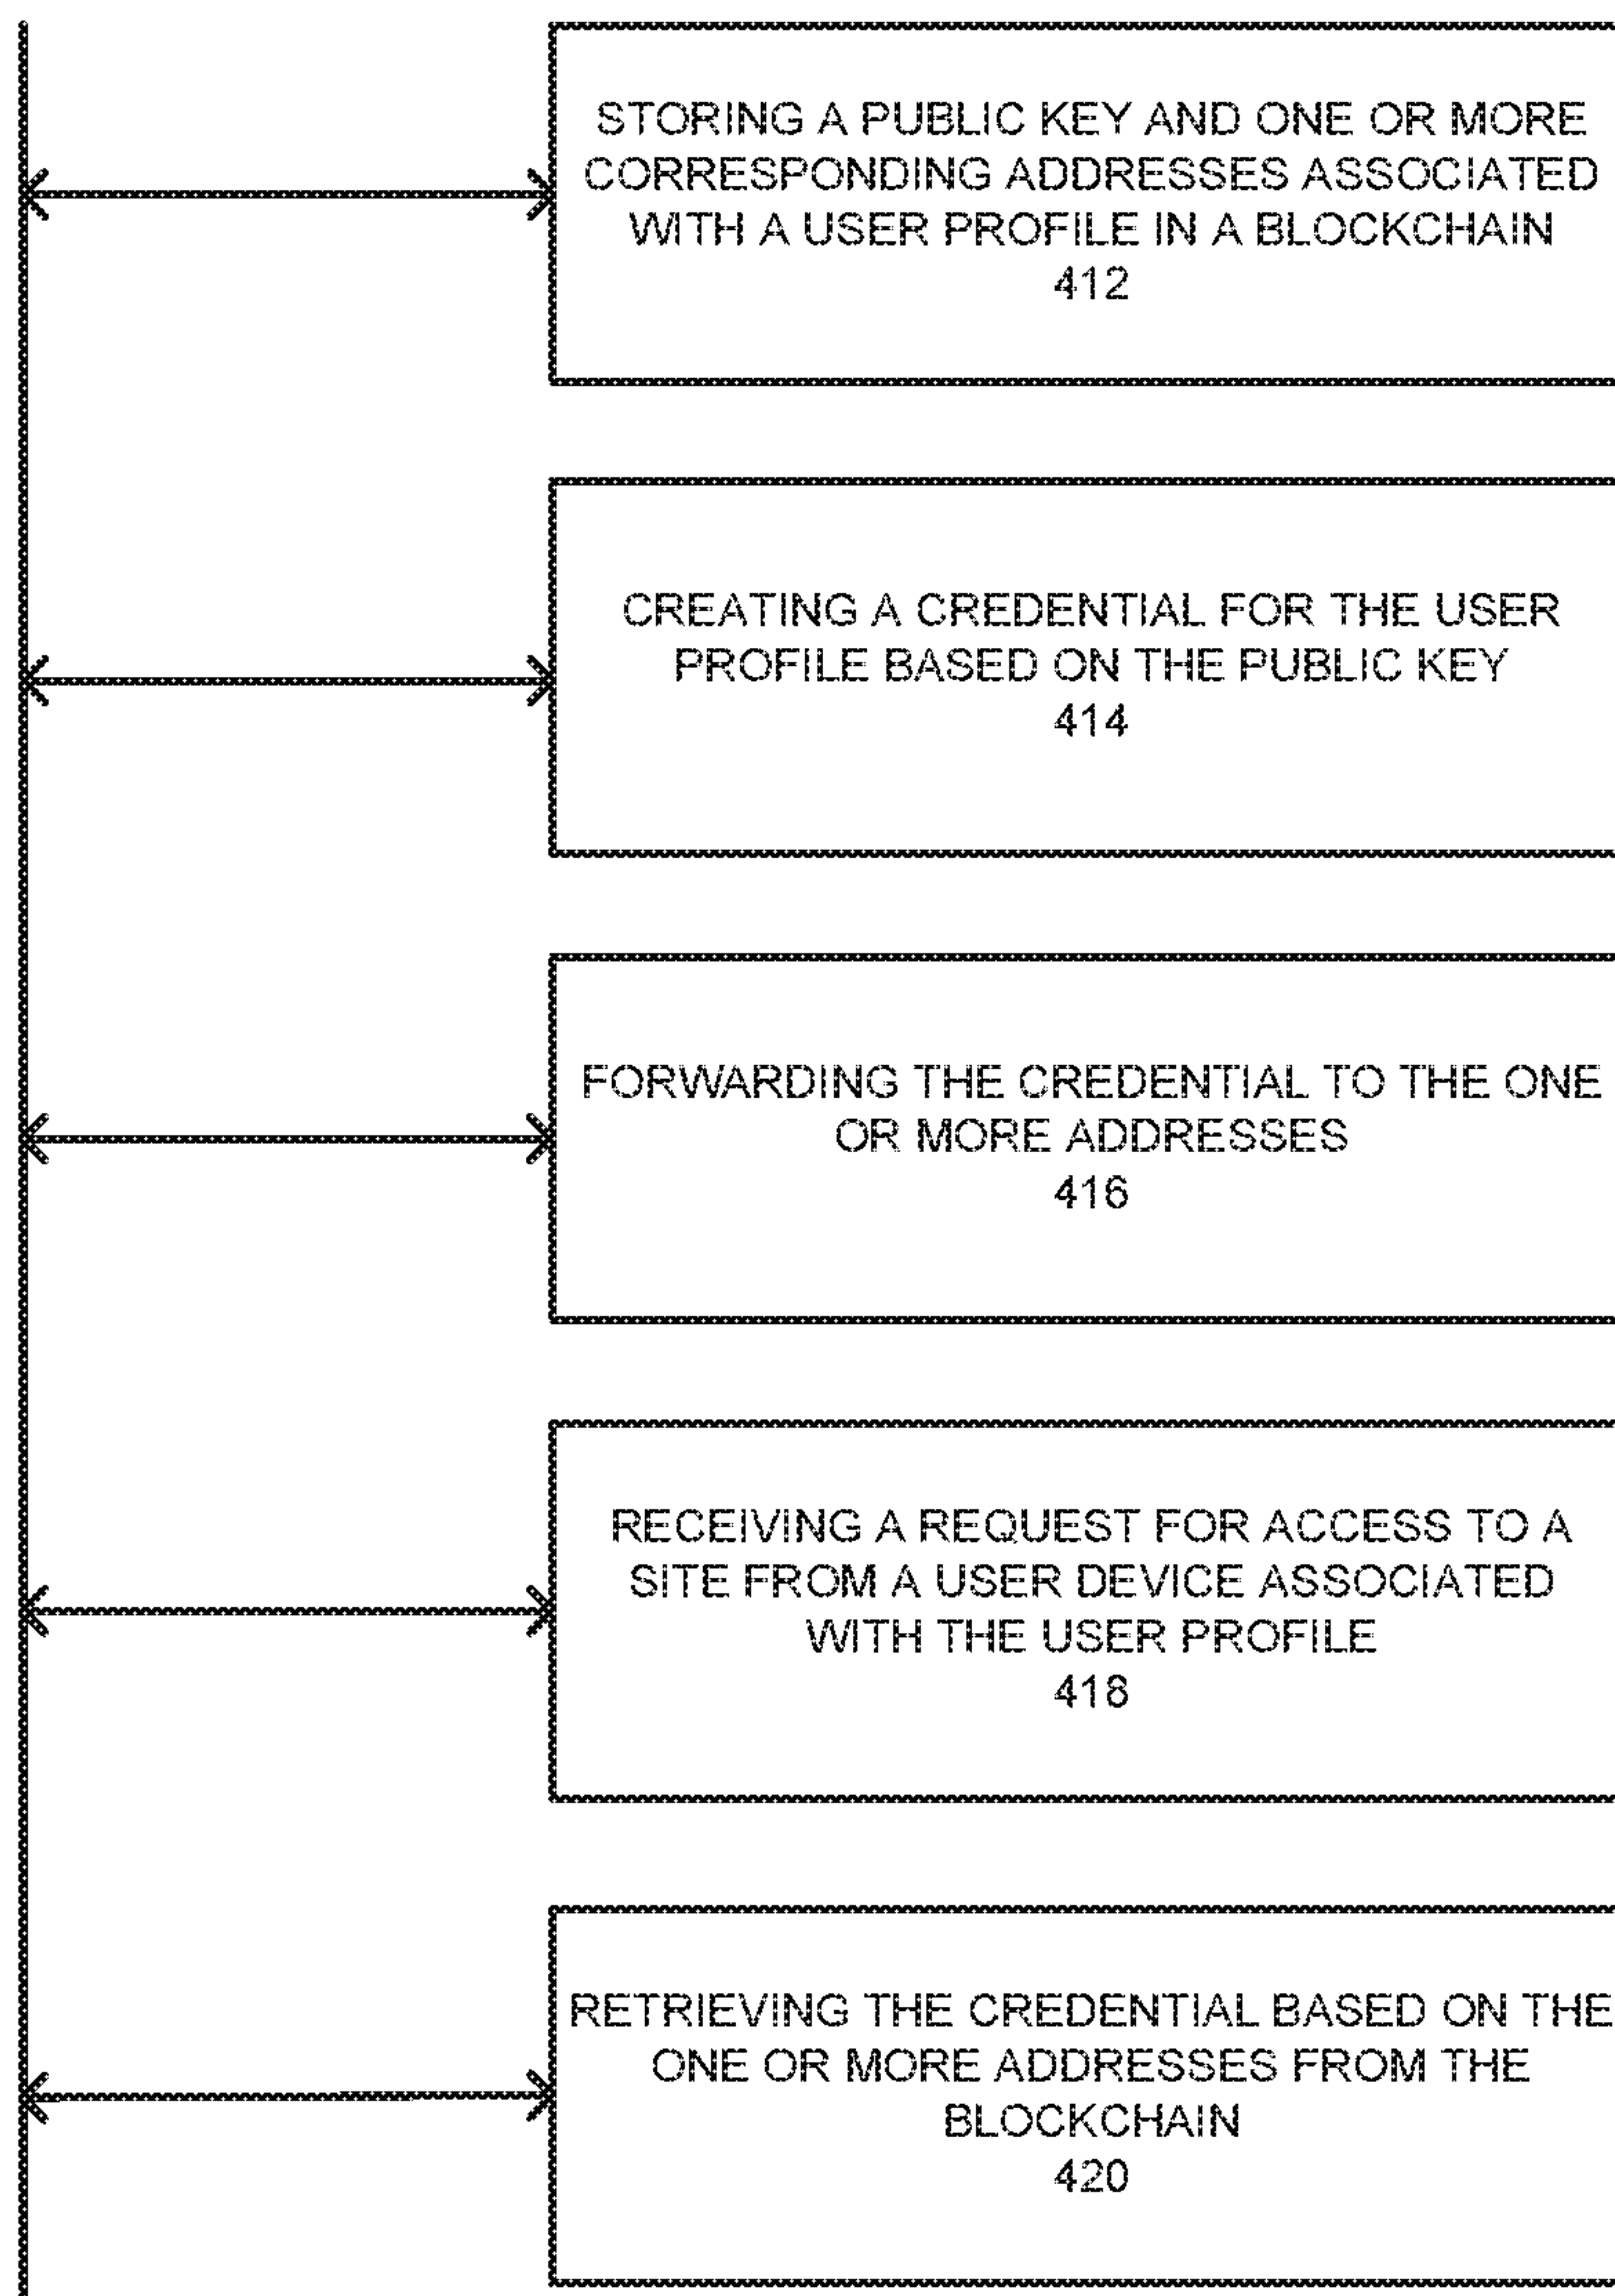 STORING A PUBLIC KEY AND ONE OR MORE
CORRESPONDING ADDRESSES ASSOCIATED
WITH A USER PROFILE IN A BLOCKCHAIN
412
CREATING A CREDENTIAL FOR THE USER
PROFILE BASED ON THE PUBLIC KEY
414
FORWARDING THE CREDENTIAL TO THE ONE
OR MORE ADDRESSES
416
RECEIVING A REQUEST FOR ACCESS TO A
SITE FROM A USER DEVICE ASSOCIATED
WITH THE USER PROFILE
418
RETRIEVING THE CREDENTIAL BASED ON THE
ONE OR MORE ADDRESSES FROM THE
BLOCKCHAIN
420